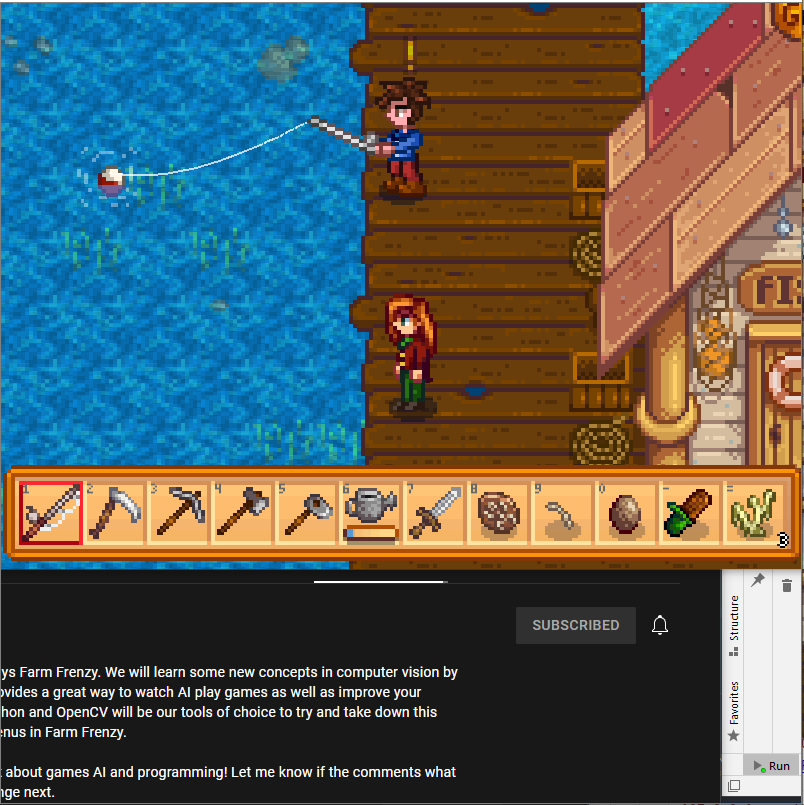 FI
1 2 3 4 5 6 7 8 9 0 - =
3
SUBSCRIBED
ys Farm Frenzy. We will learn some new concepts in computer vision by
ovides a great way to watch AI play games as well as improve your
hon and OpenCV will be our tools of choice to try and take down this
enus in Farm Frenzy.
about games AI and programming! Let me know if the comments what
nge next.
Structure
Favorites
Run